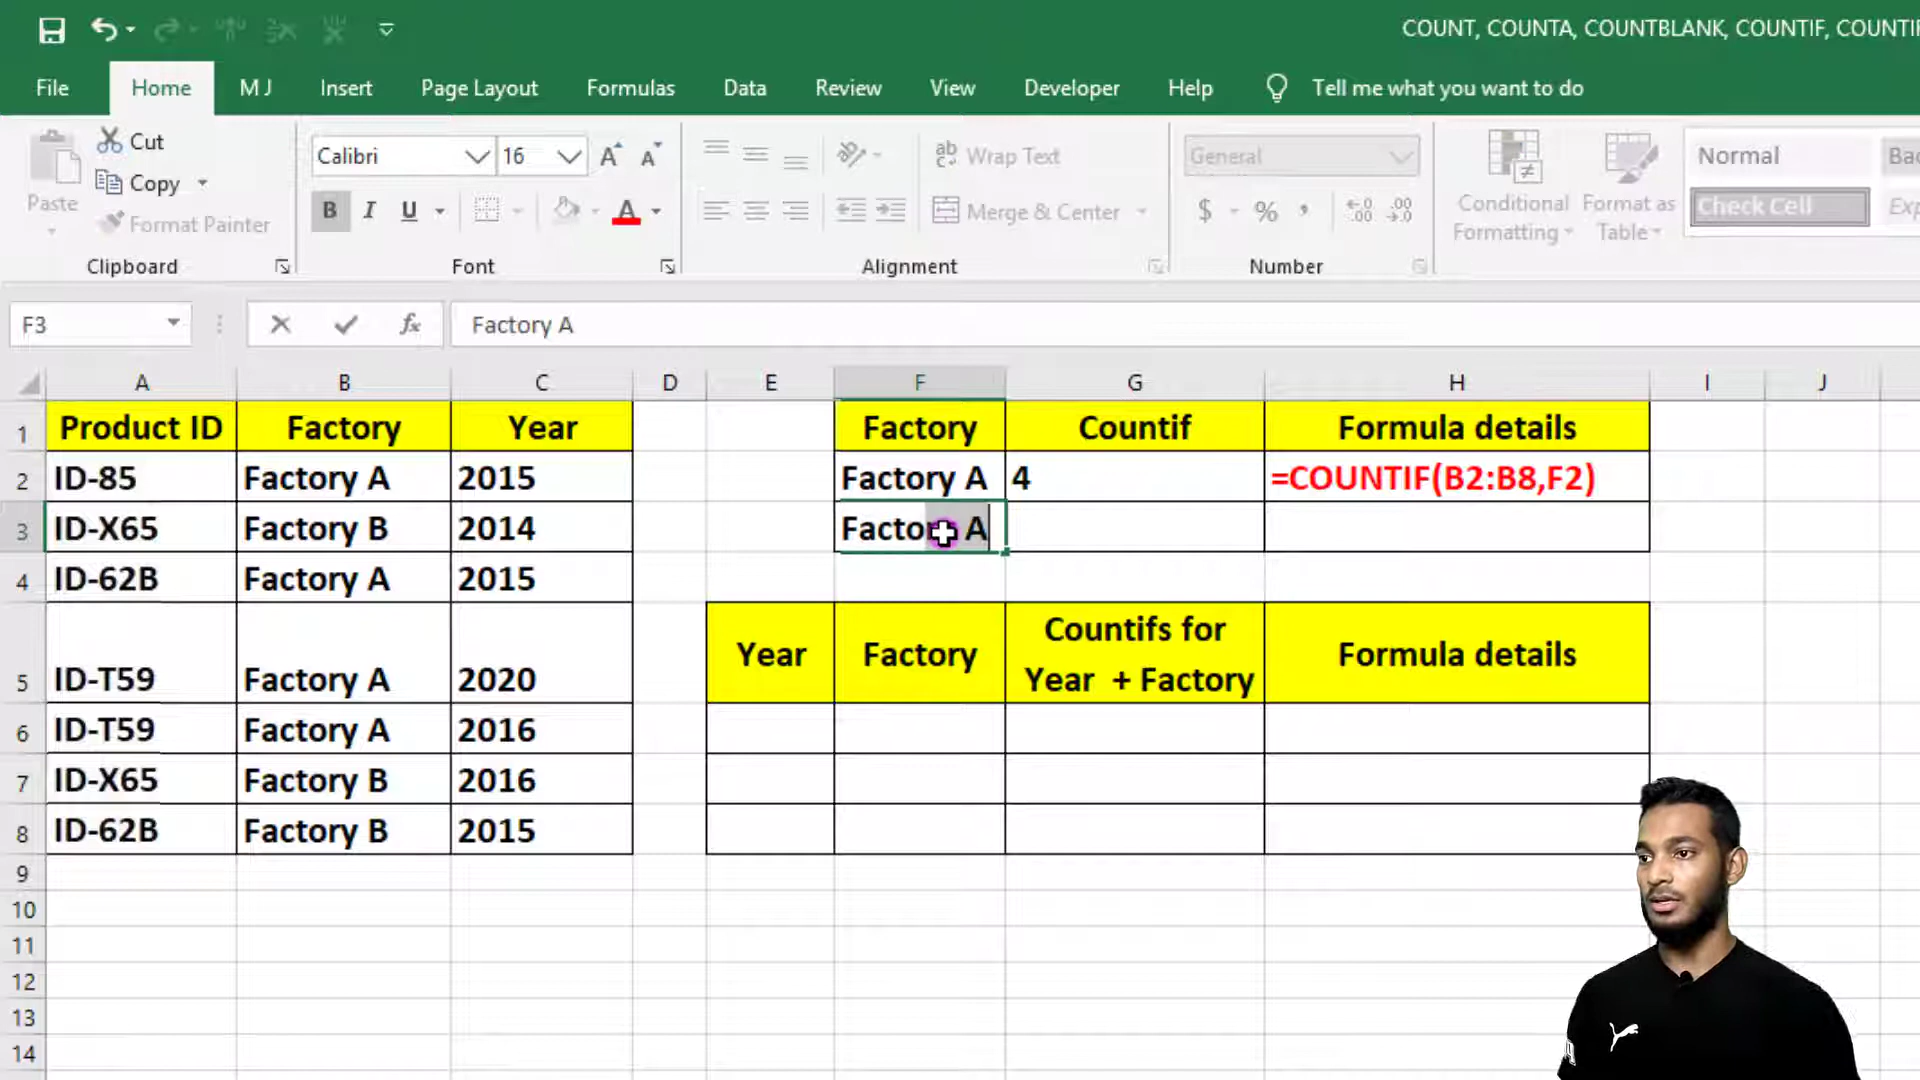 COUNT, COUNTA, COUNTBLANK, COUNTIF, COUNTIF
File Home M J Insert Page Layout Formulas Data Review View Developer Help Tell me what you want to do
Paste
Cut
Copy
Format Painter
Clipboard
Calibri 16
B I U A
Font
Wrap Text
Merge & Center
Alignment
General
$ % ,
Number
Conditional Formatting
Format as Table
Normal
Check Cell
F3 fx Factory A
A B C D E F G H I J
1 Product ID Factory Year Factory Countif Formula details
2 ID-85 Factory A 2015 Factory A 4 =COUNTIF(B2:B8,F2)
3 ID-X65 Factory B 2014 Factory A
4 ID-62B Factory A 2015
5 ID-T59 Factory A 2020 Year Factory Countifs for Year + Factory Formula details
6 ID-T59 Factory A 2016
7 ID-X65 Factory B 2016
8 ID-62B Factory B 2015
9
10
11
12
13
14